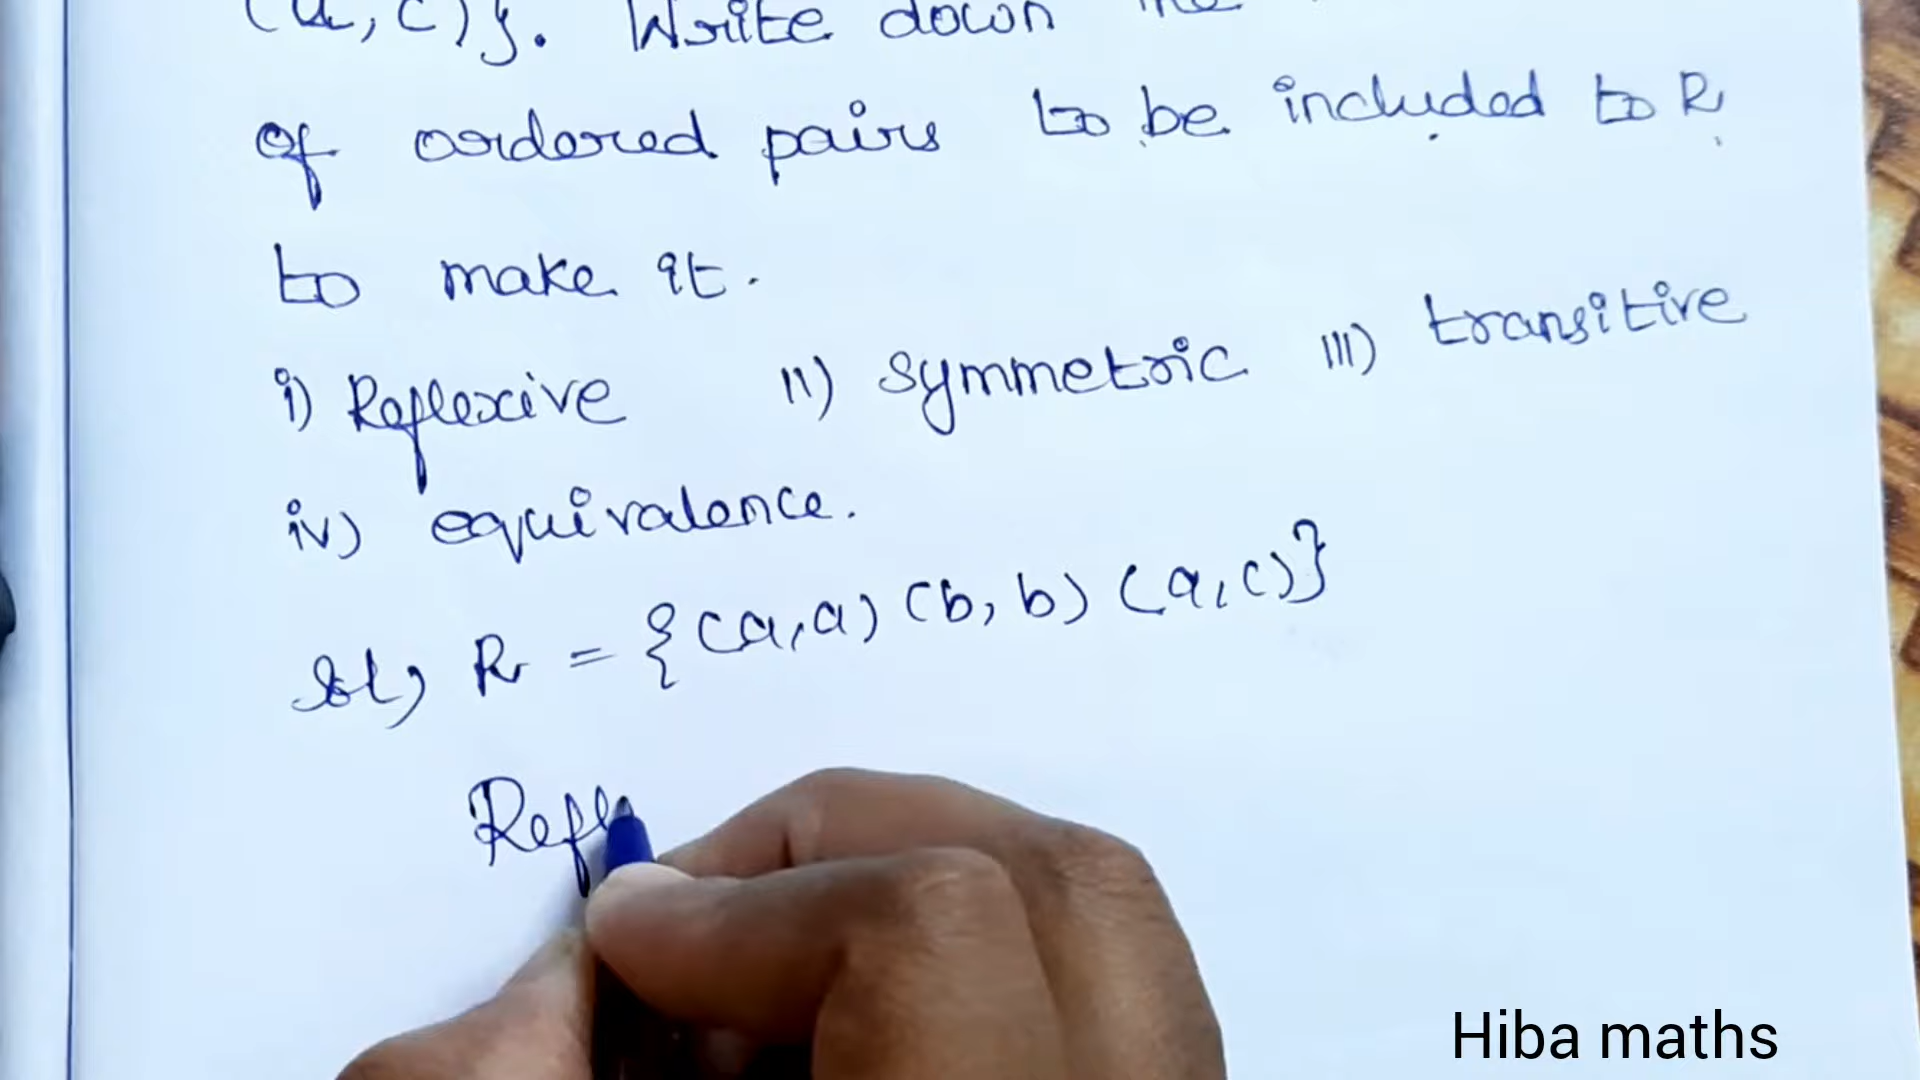 (a, c)}. Write down the
of ordered pairs to be included to R
to make it.
i) Reflexive ii) symmetric iii) transitive
iv) equivalence.
Sol, R = {(a,a) (b,b) (a,c)}
Refl
Hiba maths